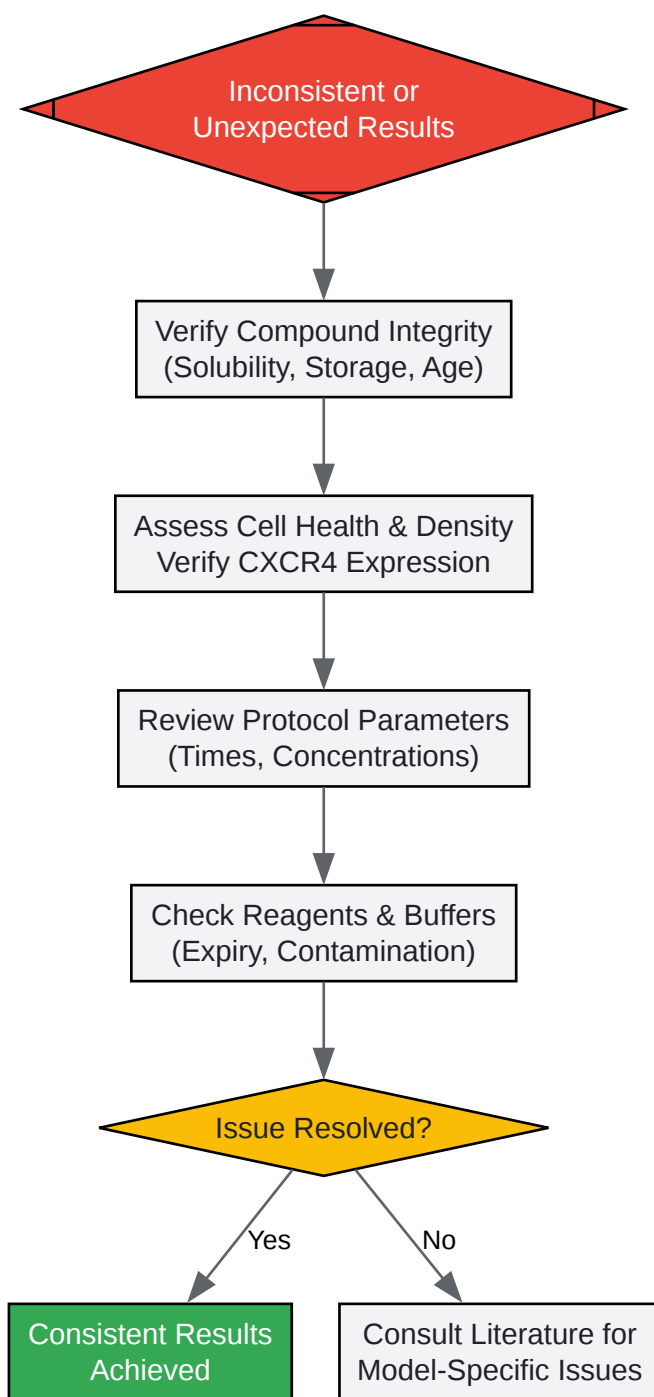 Inconsistent or
Unexpected Results
Verify Compound Integrity
(Solubility, Storage, Age)
Assess Cell Health & Density
Verify CXCR4 Expression
Review Protocol Parameters
(Times, Concentrations)
Check Reagents & Buffers
(Expiry, Contamination)
Issue Resolved?
Yes
No
Consistent Results
Achieved
Consult Literature for
Model-Specific Issues